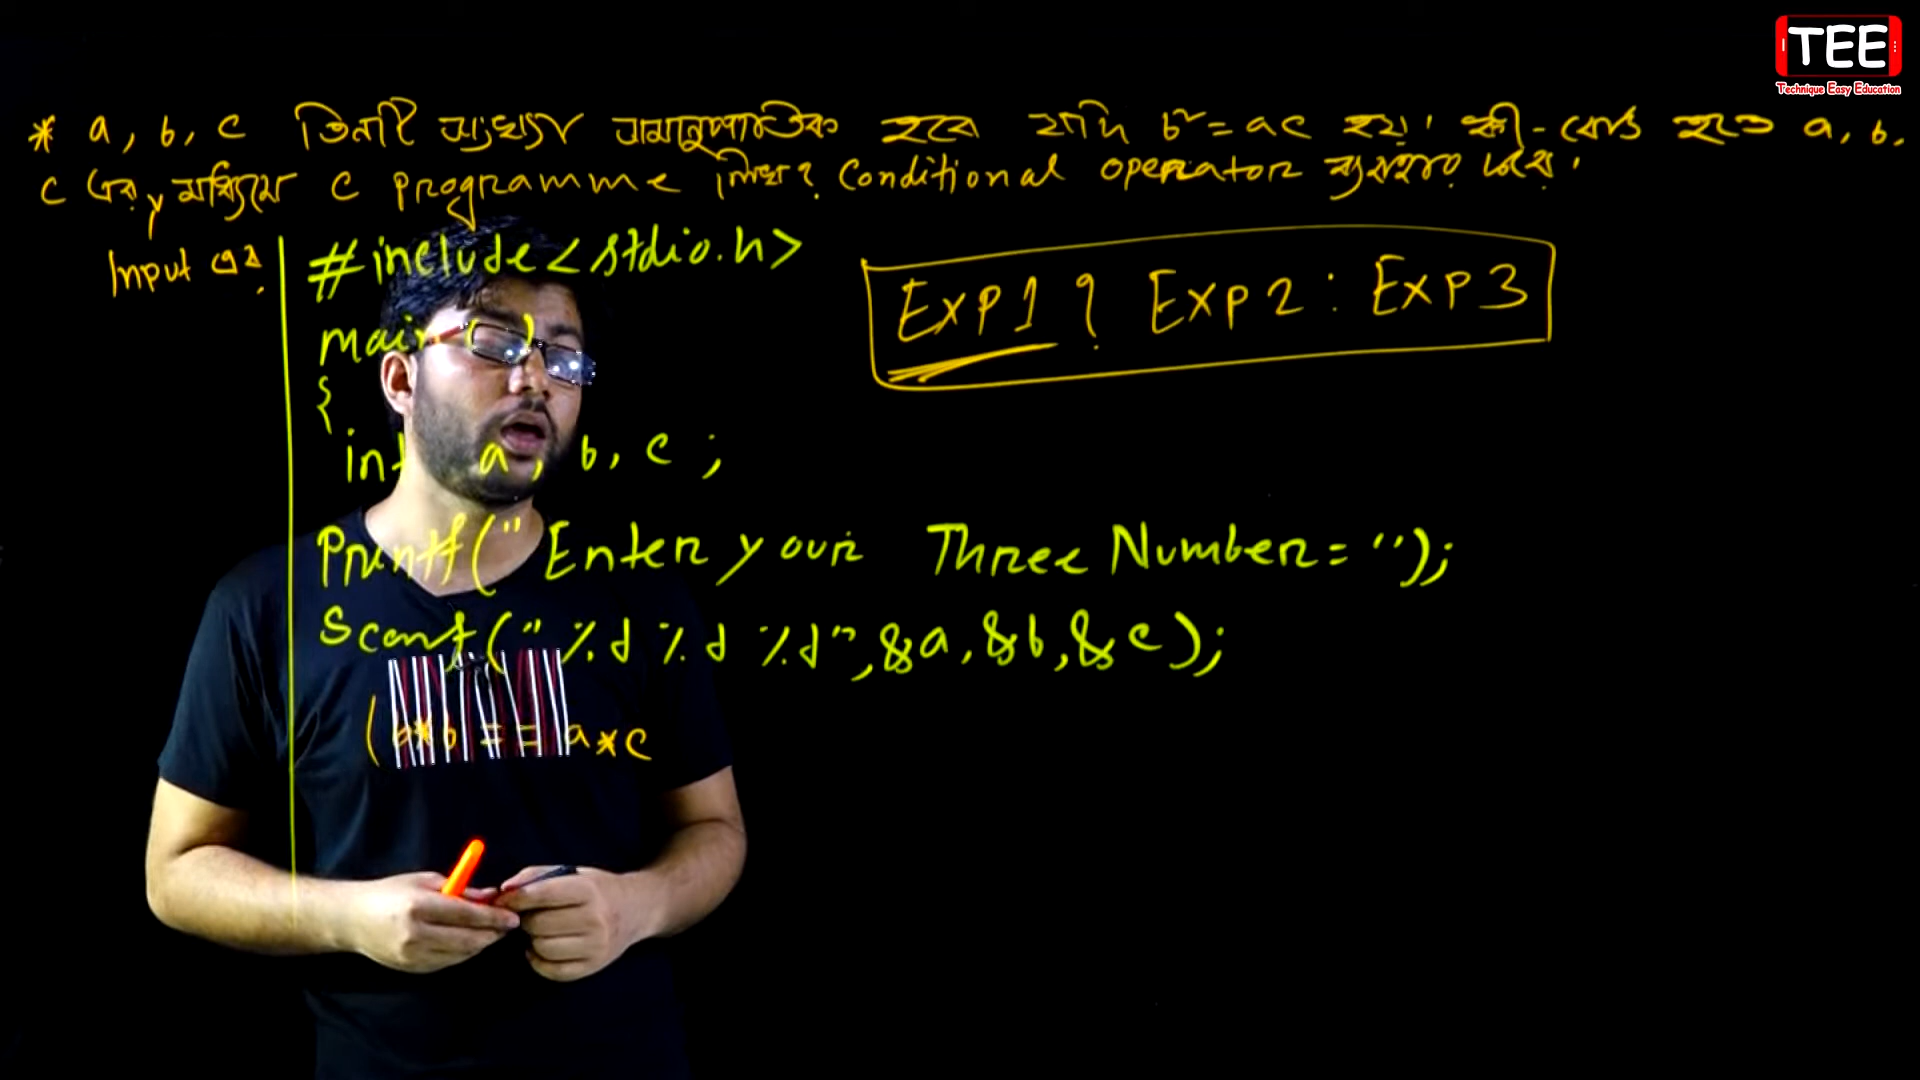 TEE
Technique Easy Education
* a, b, c তিনটি সংখ্যা সমানুপাতিক হবে যদি b² = ac হয়। কী-বোর্ড হতে a, b,
c এর মাধ্যমে C programme লিখ? Conditional operator ব্যবহার করে।
Input এর,
#include<stdio.h>
Exp1 ? Exp2 : Exp3
main ( )
{
int a, b, c ;
Printf(" Enter your Three Number= ");
Scanf(" %d %d %d", &a, &b, &c);
(b*b == a*c